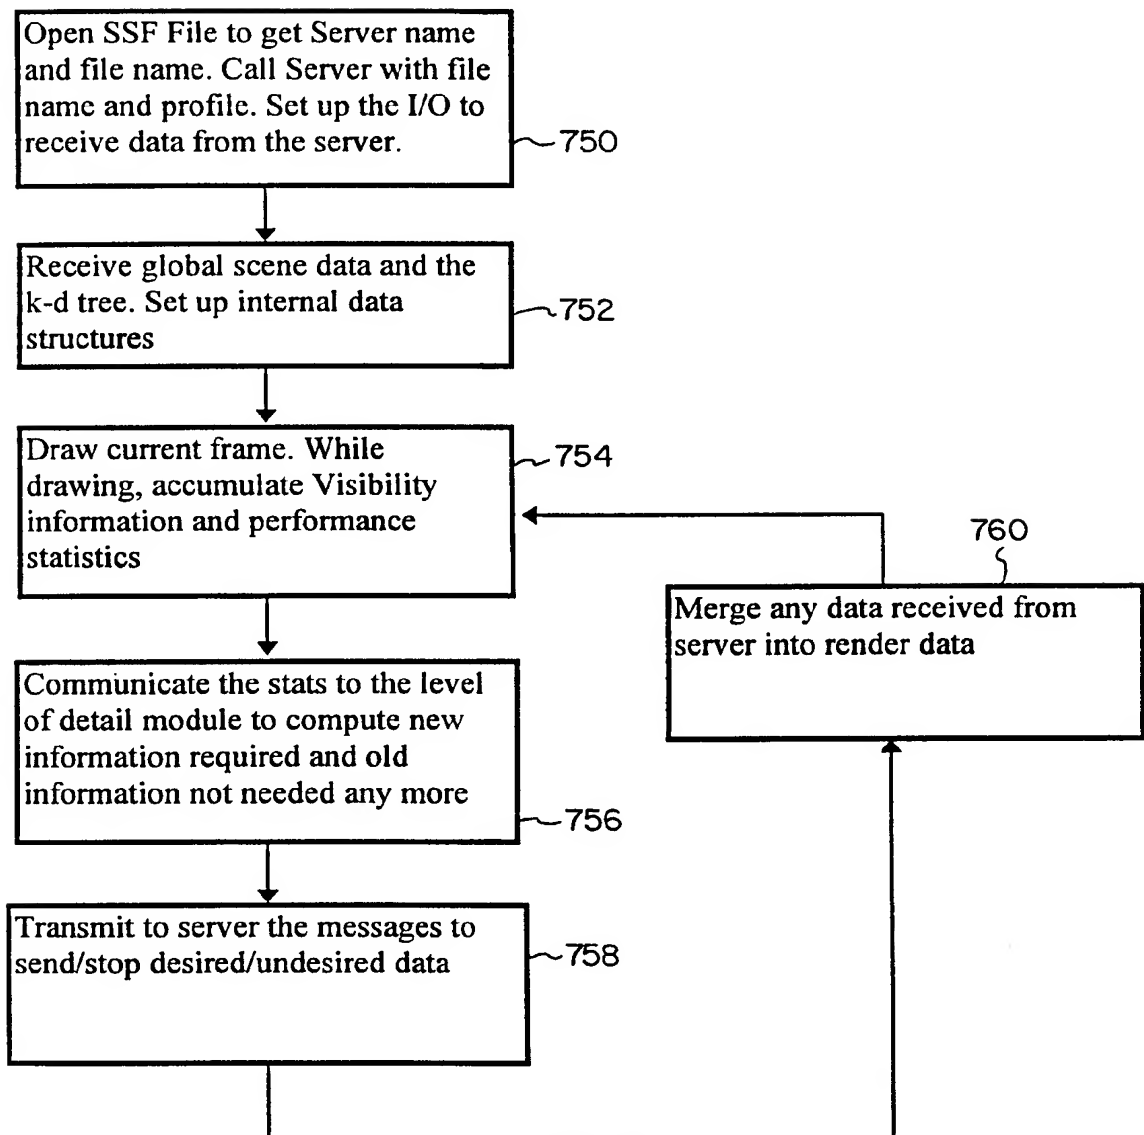 Open SSF File to get Server name
and file name. Call Server with file
name and profile. Set up the I/O to
receive data from the server.
750
Receive global scene data and the
k-d tree. Set up internal data
structures
752
Draw current frame. While
drawing, accumulate Visibility
information and performance
statistics
754
Communicate the stats to the level
of detail module to compute new
information required and old
information not needed any more
756
Transmit to server the messages to
send/stop desired/undesired data
758
760
Merge any data received from
server into render data